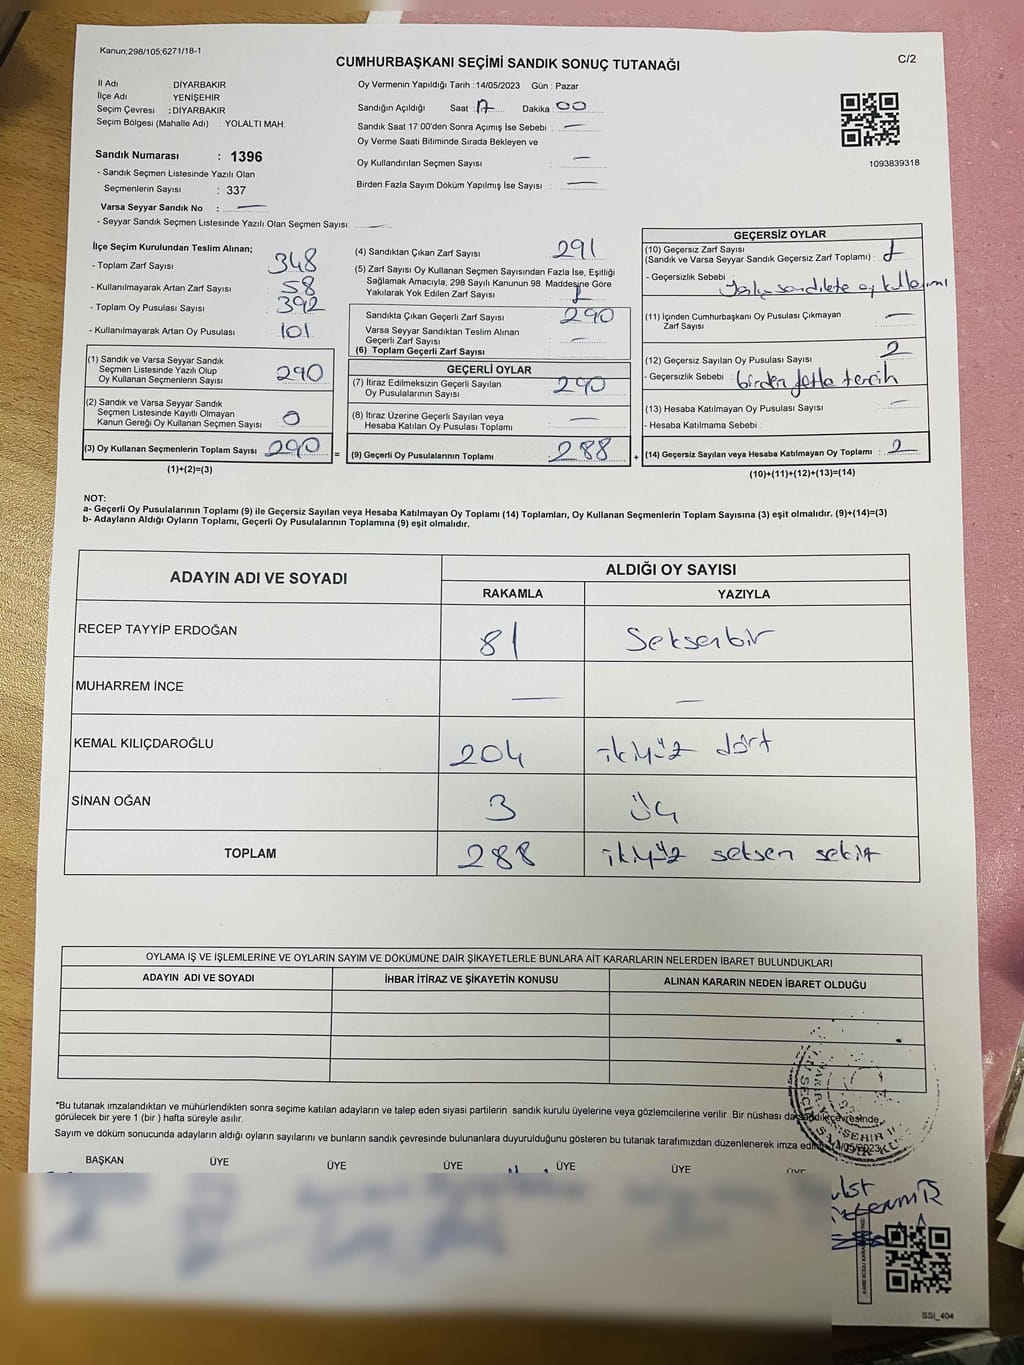 Kanun,298/105,6271/18-1
C/2
CUMHURBAŞKANI SEÇİMİ SANDIK SONUÇ TUTANAĞI
İl Adı : DİYARBAKIR
İlçe Adı : YENİŞEHİR
Seçim Çevresi : DİYARBAKIR
Seçim Bölgesi (Mahalle Adı) : YOLALTI MAH.
Sandık Numarası : 1396
- Sandık Seçmen Listesinde Yazılı Olan
Seçmenlerin Sayısı : 337
Varsa Seyyar Sandık No : —
- Seyyar Sandık Seçmen Listesinde Yazılı Olan Seçmen Sayısı:
Oy Vermenin Yapıldığı Tarih : 14/05/2023 Gün : Pazar
Sandığın Açıldığı Saat 17 Dakika : 00
Sandık Saat 17 00'den Sonra Açımış İse Sebebi : —
Oy Verme Saati Bitiminde Sırada Bekleyen ve
Oy Kullandırılan Seçmen Sayısı : —
Birden Fazla Sayım Döküm Yapılmış İse Sayısı : —
1093839318
İlçe Seçim Kurulundan Teslim Alınan;
- Toplam Zarf Sayısı : 348
- Kullanılmayarak Artan Zarf Sayısı : 58
- Toplam Oy Pusulası Sayısı : 392
- Kullanılmayarak Artan Oy Pusulası : 101
(1) Sandık ve Varsa Seyyar Sandık
Seçmen Listesinde Yazılı Olup
Oy Kullanan Seçmenlerin Sayısı : 290
(2) Sandık ve Varsa Seyyar Sandık
Seçmen Listesinde Kayıtlı Olmayan
Kanun Gereği Oy Kullanan Seçmen Sayısı : 0
(3) Oy Kullanan Seçmenlerin Toplam Sayısı : 290
(1)+(2)=(3)
(4) Sandıktan Çıkan Zarf Sayısı : 291
(5) Zarf Sayısı Oy Kullanan Seçmen Sayısından Fazla İse, Eşitliği
Sağlamak Amacıyla; 298 Sayılı Kanunun 98. Maddesine Göre
Yakılarak Yok Edilen Zarf Sayısı : 1
Sandıkta Çıkan Geçerli Zarf Sayısı : 290
Varsa Seyyar Sandıktan Teslim Alınan
Geçerli Zarf Sayısı : —
(6) Toplam Geçerli Zarf Sayısı
GEÇERLİ OYLAR
(7) İtiraz Edilmeksizin Geçerli Sayılan
Oy Pusulalarının Sayısı : 290
(8) İtiraz Üzerine Geçerli Sayılan veya
Hesaba Katılan Oy Pusulası Toplamı : —
= (9) Geçerli Oy Pusulalarının Toplamı : 288
GEÇERSİZ OYLAR
(10) Geçersiz Zarf Sayısı
(Sandık ve Varsa Seyyar Sandık Geçersiz Zarf Toplamı) : 1
- Geçersizlik Sebebi : sandıkta oy kullanımı
(11) İçinden Cumhurbaşkanı Oy Pusulası Çıkmayan
Zarf Sayısı : —
(12) Geçersiz Sayılan Oy Pusulası Sayısı : 2
- Geçersizlik Sebebi : birden fazla tercih
(13) Hesaba Katılmayan Oy Pusulası Sayısı : —
- Hesaba Katılmama Sebebi :
+ (14) Geçersiz Sayılan veya Hesaba Katılmayan Oy Toplamı : 2
(10)+(11)+(12)+(13)=(14)
NOT:
a- Geçerli Oy Pusulalarının Toplamı (9) ile Geçersiz Sayılan veya Hesaba Katılmayan Oy Toplamı (14) Toplamları, Oy Kullanan Seçmenlerin Toplam Sayısına (3) eşit olmalıdır. (9)+(14)=(3)
b- Adayların Aldığı Oyların Toplamı, Geçerli Oy Pusulalarının Toplamına (9) eşit olmalıdır.
ADAYIN ADI VE SOYADI ALDIĞI OY SAYISI
RAKAMLA YAZIYLA
RECEP TAYYİP ERDOĞAN 81 Seksenbir
MUHARREM İNCE — —
KEMAL KILIÇDAROĞLU 204 ikiyüz dört
SİNAN OĞAN 3 üç
TOPLAM 288 ikiyüz seksen sekiz
OYLAMA İŞ VE İŞLEMLERİNE VE OYLARIN SAYIM VE DÖKÜMÜNE DAİR ŞİKAYETLERLE BUNLARA AİT KARARLARIN NELERDEN İBARET BULUNDUKLARI
ADAYIN ADI VE SOYADI İHBAR İTİRAZ VE ŞİKAYETİN KONUSU ALINAN KARARIN NEDEN İBARET OLDUĞU
*Bu tutanak imzalandıktan ve mühürlendikten sonra seçime katılan adayların ve talep eden siyasi partilerin sandık kurulu üyelerine veya gözlemcilerine verilir. Bir nüshası da sandık çevresinde
görülecek bir yere 1 (bir ) hafta süreyle asılır.
Sayım ve döküm sonucunda adayların aldığı oyların sayılarını ve bunların sandık çevresinde bulunanlara duyurulduğunu gösteren bu tutanak tarafımızdan düzenlenerek imza edildi. 14/05/2023
BAŞKAN ÜYE ÜYE ÜYE ÜYE ÜYE ÜYE
SSI_404